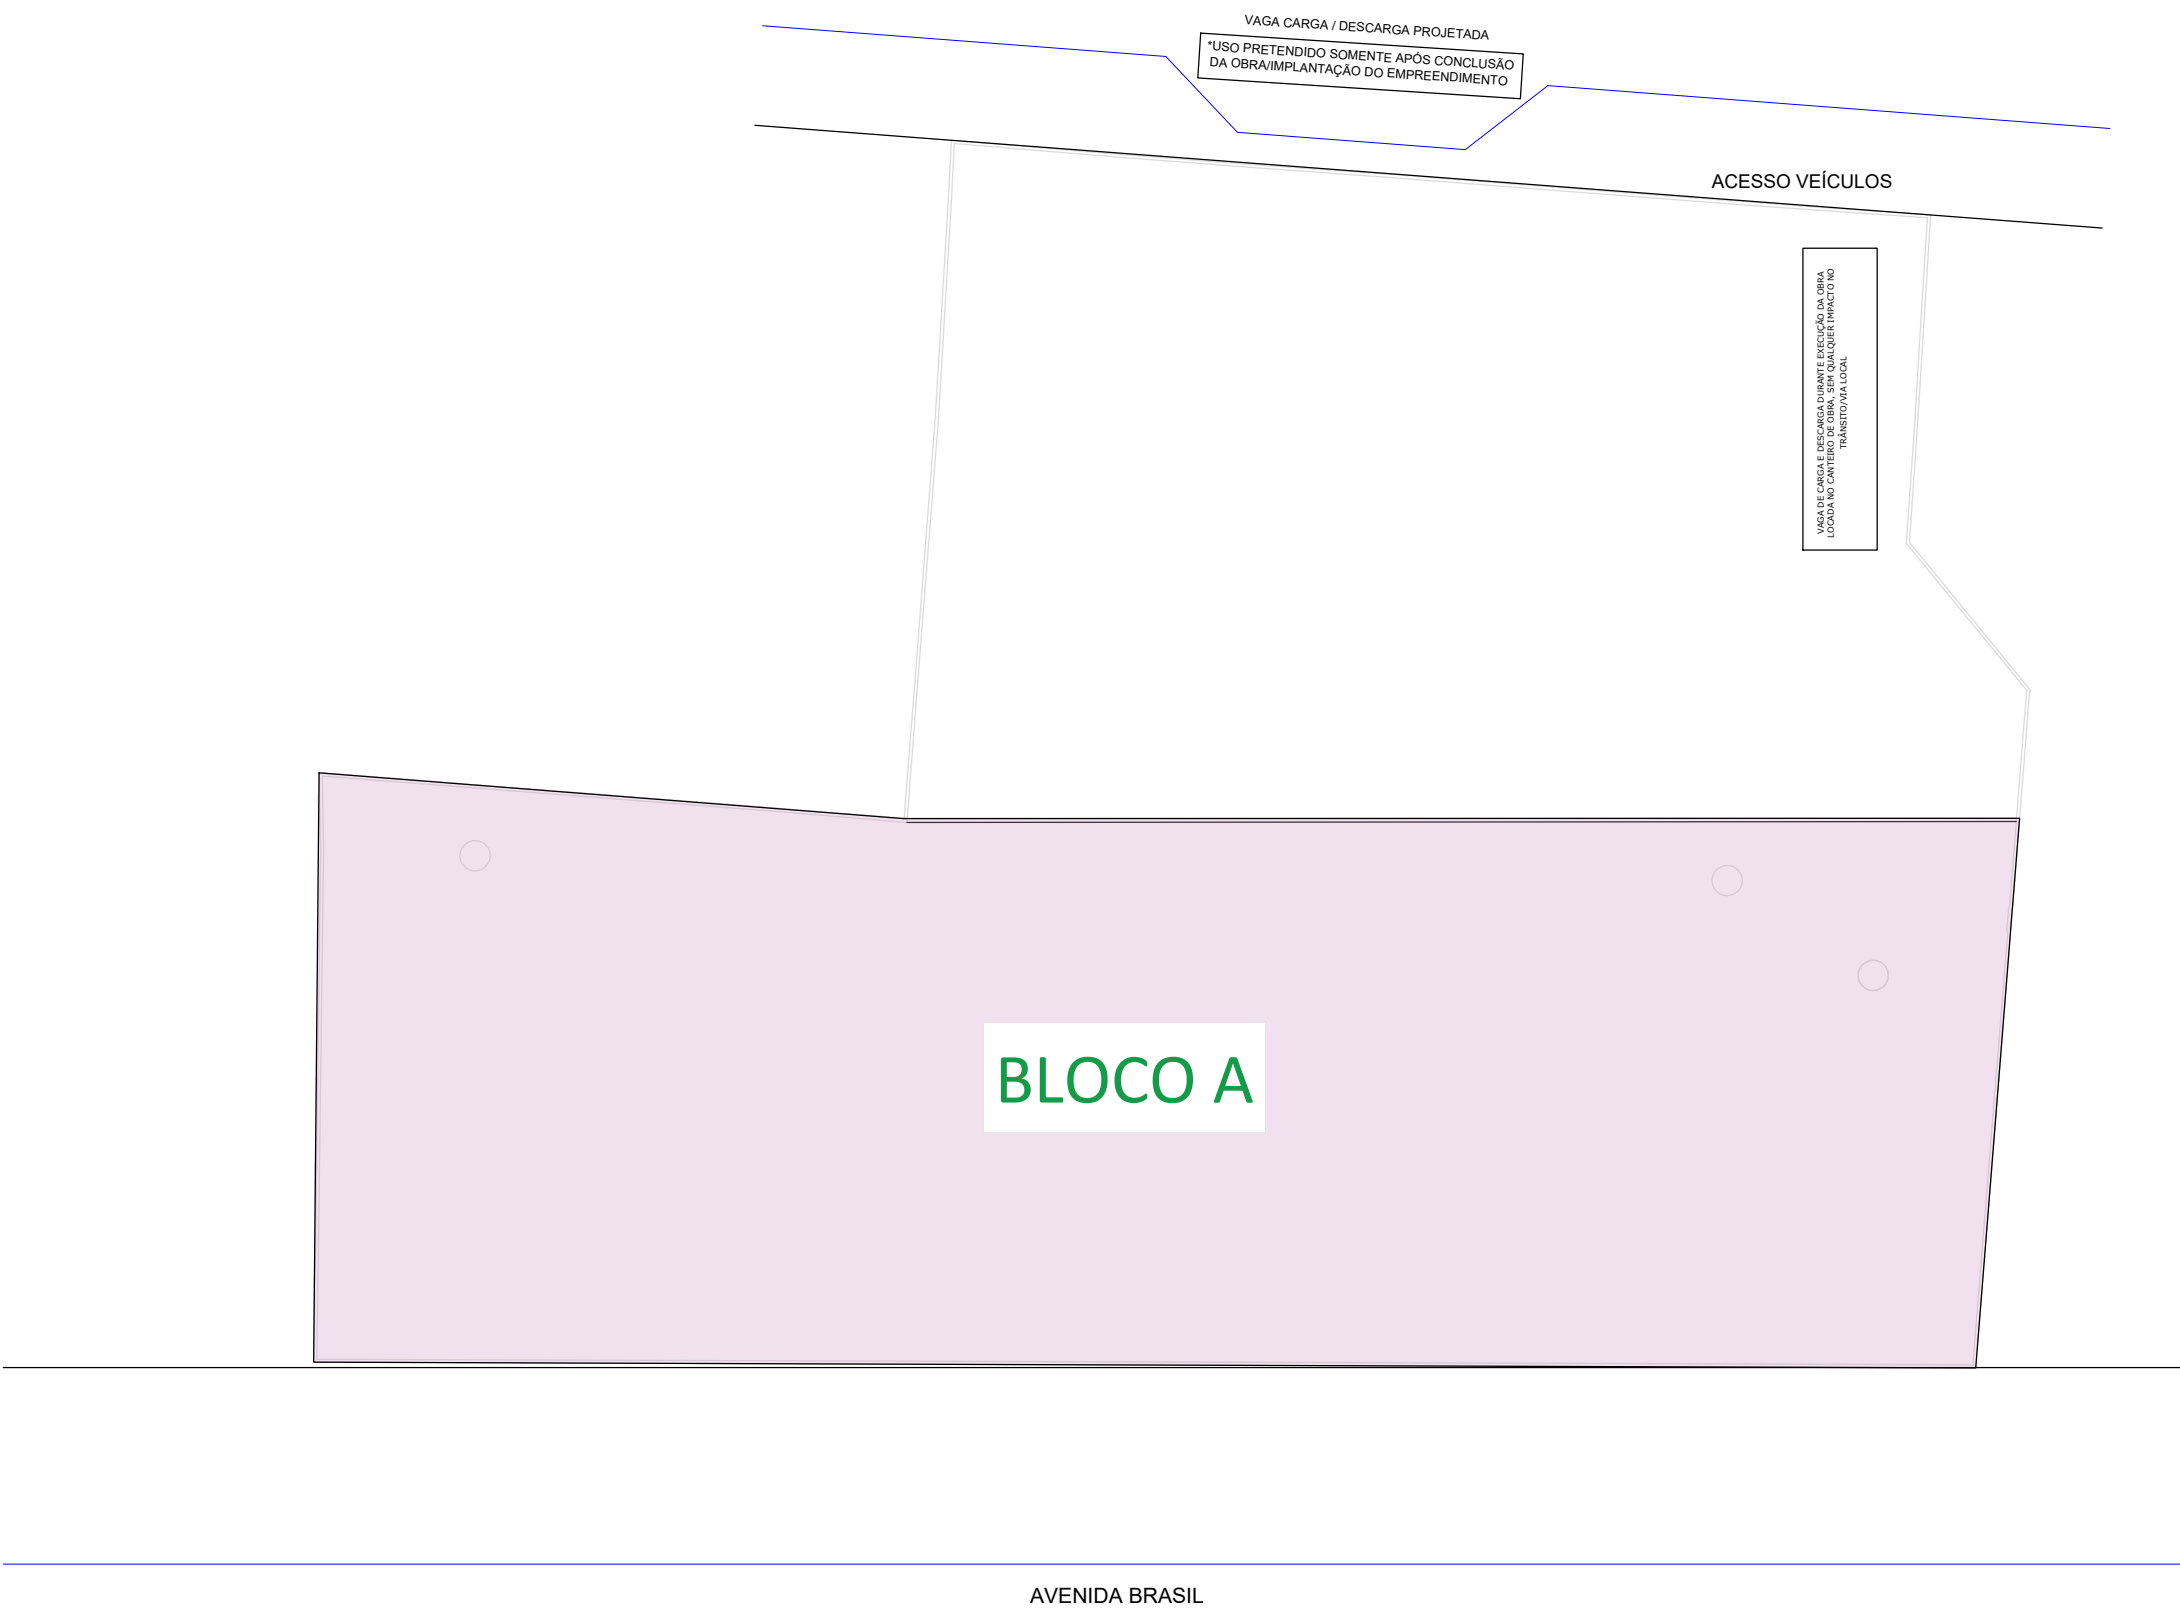 VAGA CARGA / DESCARGA PROJETADA
*USO PRETENDIDO SOMENTE APÓS CONCLUSÃO
DA OBRA/IMPLANTAÇÃO DO EMPREENDIMENTO
ACESSO VEÍCULOS
VAGA DE CARGA E DESCARGA DURANTE EXECUÇÃO DA OBRA
LOCADA NO CANTEIRO DE OBRA, SEM QUALQUER IMPACTO NO
TRÂNSITO/VIA LOCAL
BLOCO A
AVENIDA BRASIL